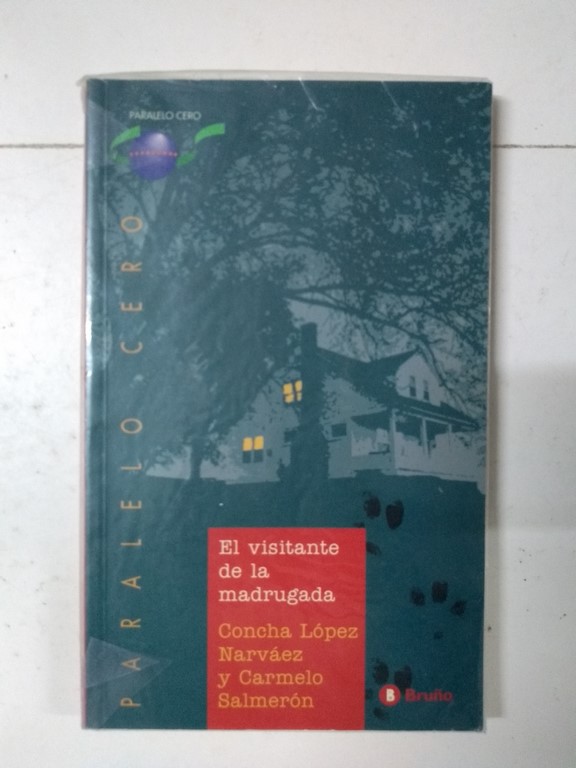 PARALELO CERO
PARALELO CERO
El visitante
de la
madrugada
Concha López
Narváez
y Carmelo
Salmerón
B Bruño